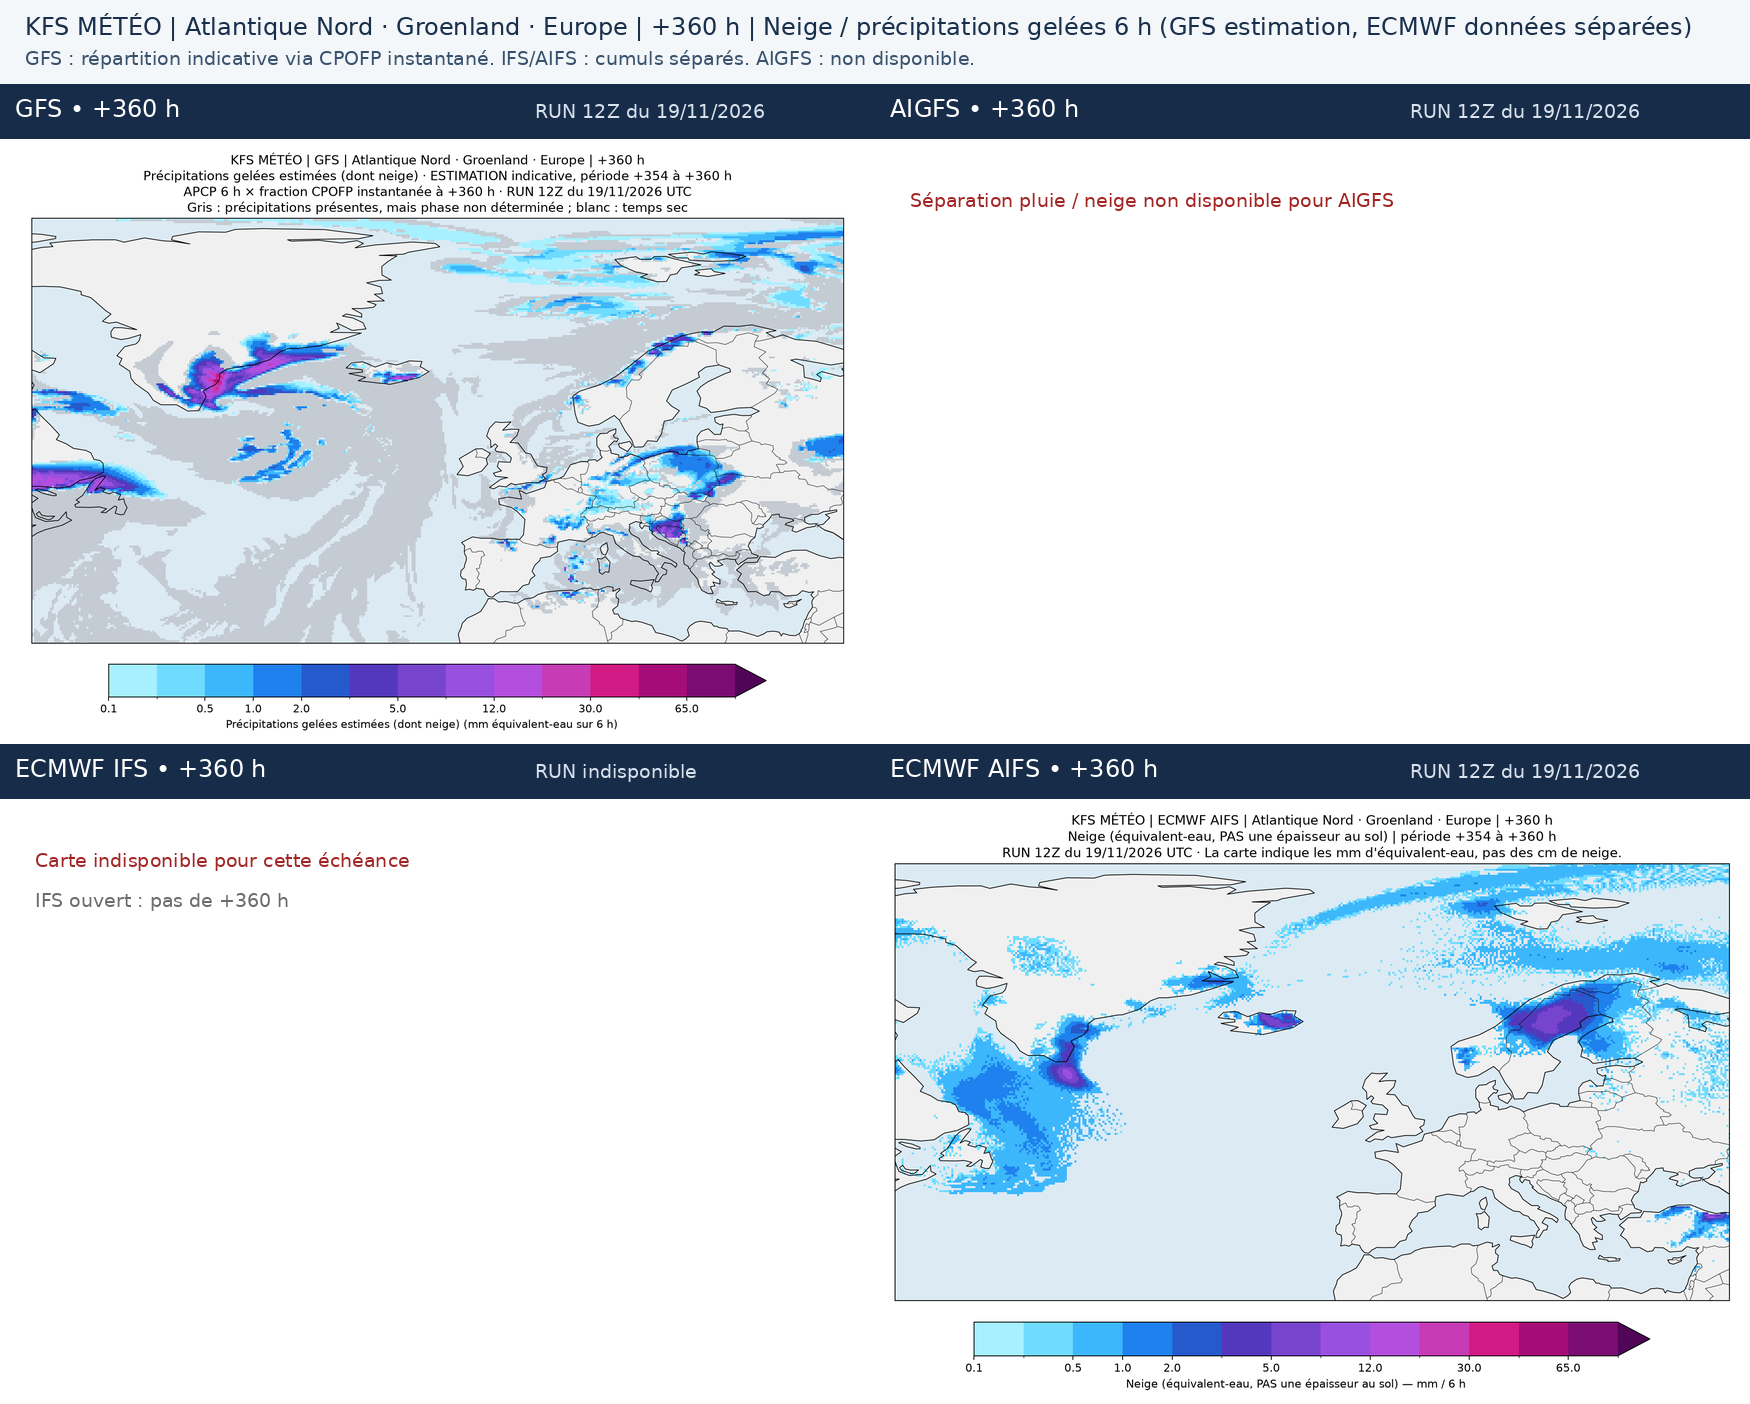 KFS MÉTÉO | Atlantique Nord · Groenland · Europe | +360 h | Neige / précipitations gelées 6 h (GFS estimation, ECMWF données séparées)
GFS : répartition indicative via CPOFP instantané. IFS/AIFS : cumuls séparés. AIGFS : non disponible.
GFS • +360 h
RUN 12Z du 19/11/2026
AIGFS • +360 h
RUN 12Z du 19/11/2026
KFS MÉTÉO | GFS | Atlantique Nord · Groenland · Europe | +360 h
Précipitations gelées estimées (dont neige) · ESTIMATION indicative, période +354 à +360 h
APCP 6 h × fraction CPOFP instantanée à +360 h · RUN 12Z du 19/11/2026 UTC
Gris : précipitations présentes, mais phase non déterminée ; blanc : temps sec
Séparation pluie / neige non disponible pour AIGFS
0.1 0.5 1.0 2.0 5.0 12.0 30.0 65.0
Précipitations gelées estimées (dont neige) (mm équivalent-eau sur 6 h)
ECMWF IFS • +360 h
RUN indisponible
ECMWF AIFS • +360 h
RUN 12Z du 19/11/2026
Carte indisponible pour cette échéance
IFS ouvert : pas de +360 h
KFS MÉTÉO | ECMWF AIFS | Atlantique Nord · Groenland · Europe | +360 h
Neige (équivalent-eau, PAS une épaisseur au sol) | période +354 à +360 h
RUN 12Z du 19/11/2026 UTC · La carte indique les mm d'équivalent-eau, pas des cm de neige.
0.1 0.5 1.0 2.0 5.0 12.0 30.0 65.0
Neige (équivalent-eau, PAS une épaisseur au sol) — mm / 6 h